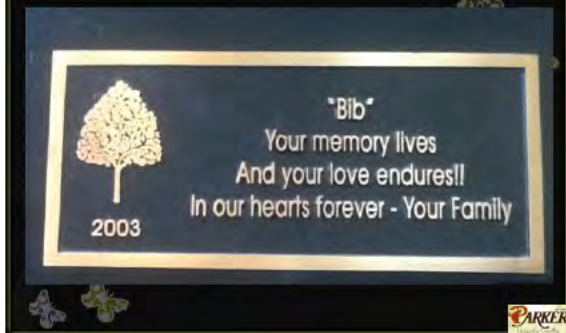 "Bib"
Your memory lives
And your love endures!!
In our hearts forever - Your Family
2003
PARKER